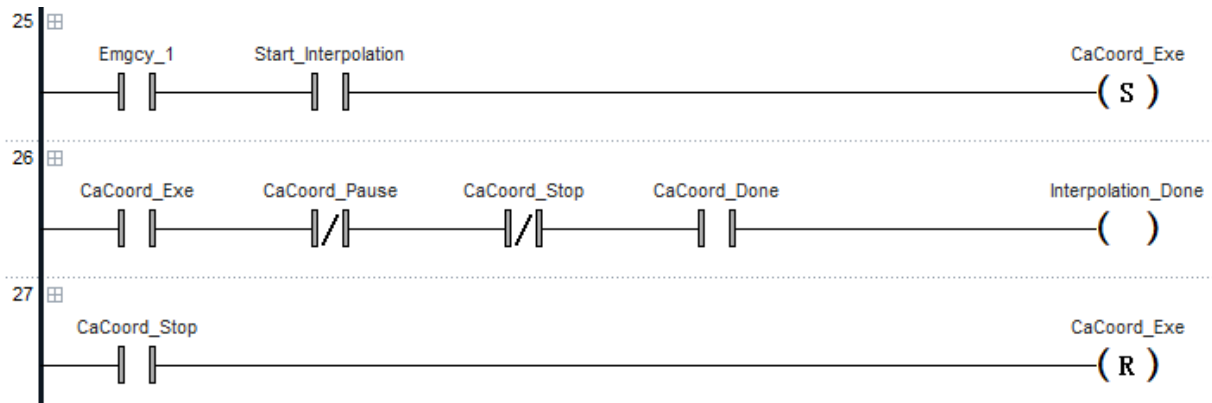 25
Emgcy_1 Start_Interpolation CaCoord_Exe
S
26
CaCoord_Exe CaCoord_Pause CaCoord_Stop CaCoord_Done Interpolation_Done
27
CaCoord_Stop CaCoord_Exe
R